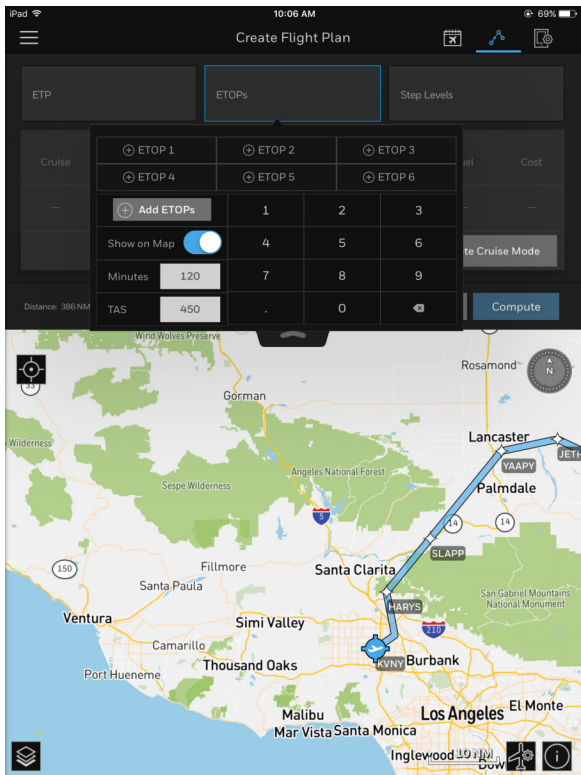 iPad 10:06 AM 69%
Create Flight Plan
ETP ETOPs Step Levels
ETOP 1 ETOP 2 ETOP 3
Cruise Cost
ETOP 4 ETOP 5 ETOP 6
-- --
Add ETOPs 1 2 3
Show on Map 4 5 6
te Cruise Mode
Minutes 120 7 8 9
Distance: 386 NM TAS 450 . 0 Compute
Wind Wolves Preserve
Rosamond N
33
Gorman
Wilderness Lancaster
JETH
YAAPY
Angeles National Forest
Sespe Wilderness Palmdale
5
14 14
SLAPP
150 Fillmore Santa Clarita
Santa Paula San Gabriel Mountains
National Monument
HARYS
Ventura Simi Valley 210
Camarillo
Thousand Oaks KVNY Burbank
Port Hueneme
Malibu Los Angeles El Monte
Mar Vista Santa Monica
Inglewood 10 NM